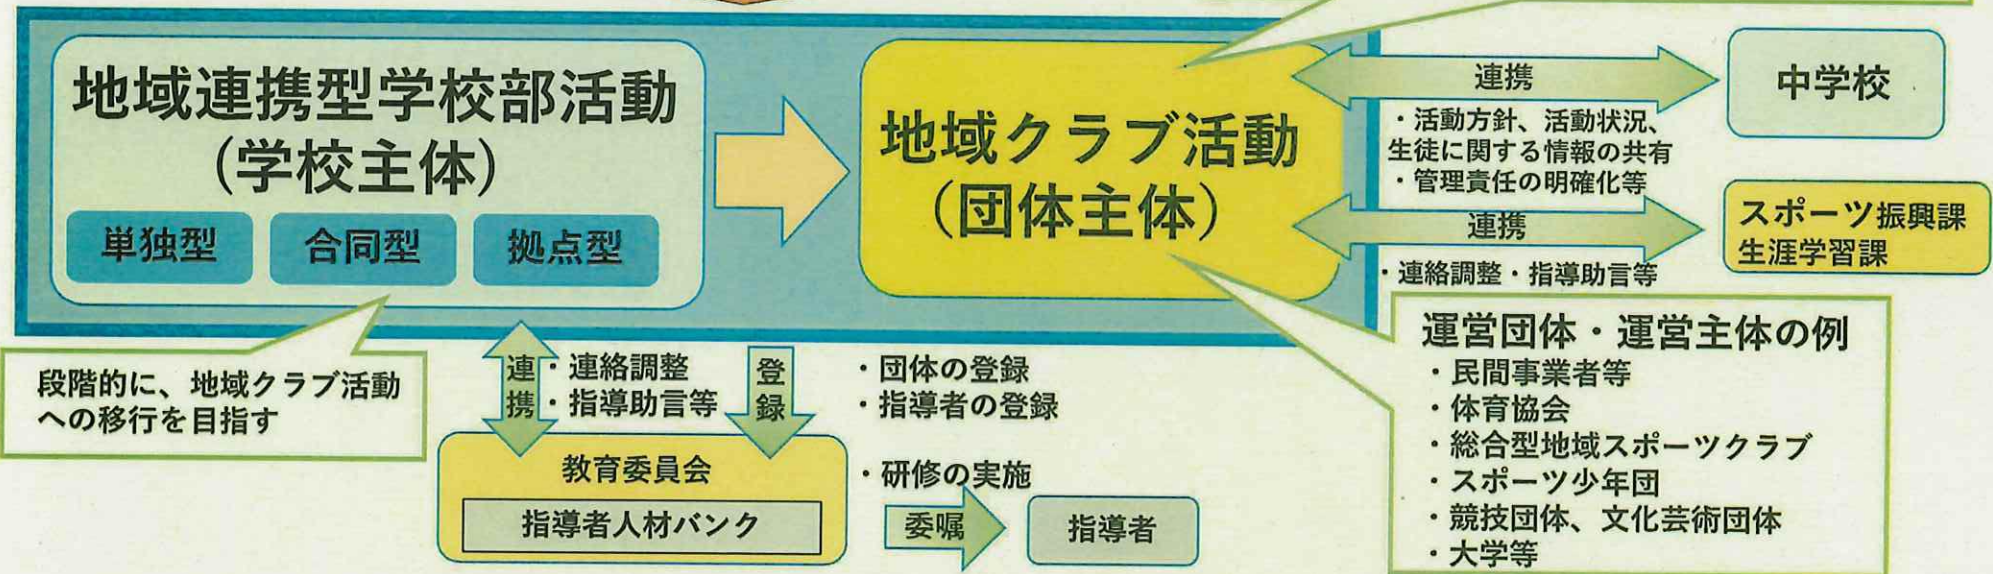 地域連携型学校部活動
(学校主体)
単独型
合同型
拠点型
地域クラブ活動
(団体主体)
連携
・活動方針、活動状況、
生徒に関する情報の共有
・管理責任の明確化等
中学校
連携
・連絡調整・指導助言等
スポーツ振興課
生涯学習課
段階的に、地域クラブ活動
への移行を目指す
連携
・連絡調整
・指導助言等
登録
・団体の登録
・指導者の登録
教育委員会
指導者人材バンク
・研修の実施
委嘱
指導者
運営団体・運営主体の例
・民間事業者等
・体育協会
・総合型地域スポーツクラブ
・スポーツ少年団
・競技団体、文化芸術団体
・大学等